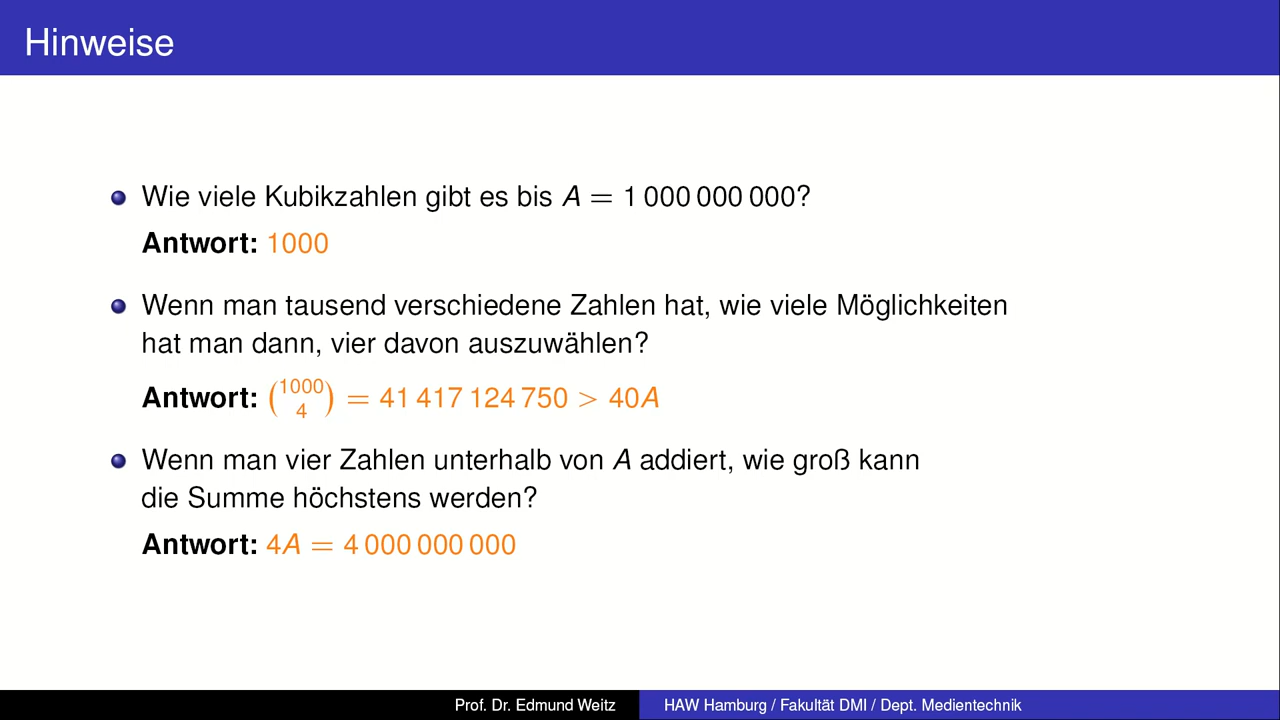 Hinweise
Wie viele Kubikzahlen gibt es bis A = 1 000 000 000?
Antwort: 1000
Wenn man tausend verschiedene Zahlen hat, wie viele Möglichkeiten
hat man dann, vier davon auszuwählen?
Antwort: (1000 4) = 41 417 124 750 > 40A
Wenn man vier Zahlen unterhalb von A addiert, wie groß kann
die Summe höchstens werden?
Antwort: 4A = 4 000 000 000
Prof. Dr. Edmund Weitz HAW Hamburg / Fakultät DMI / Dept. Medientechnik